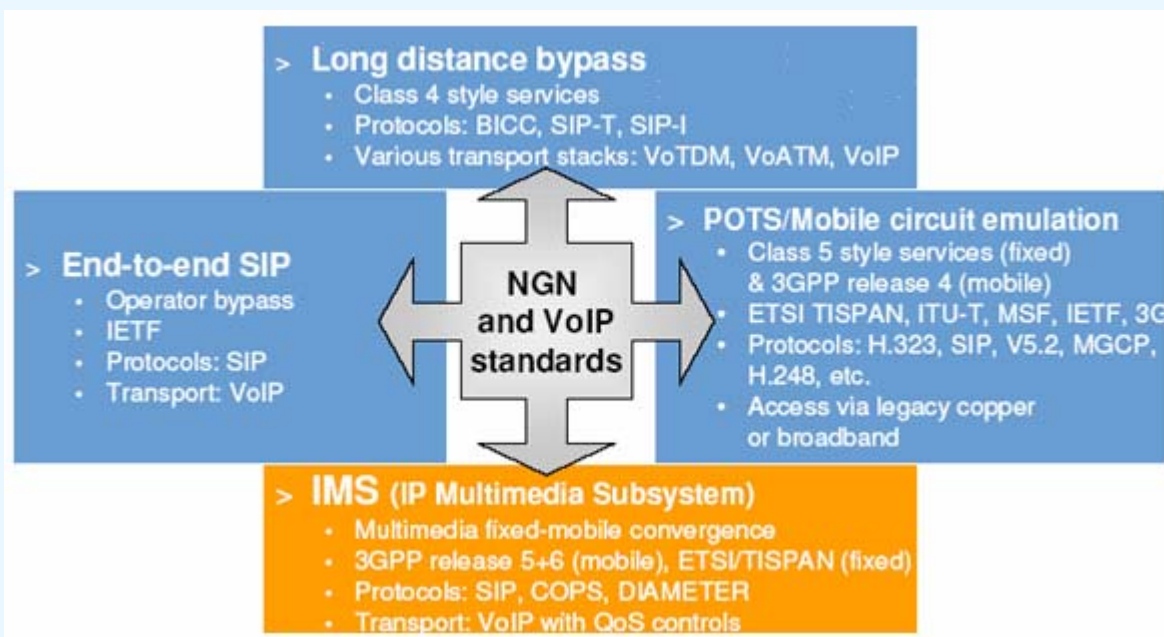 > Long distance bypass
• Class 4 style services
• Protocols: BICC, SIP-T, SIP-I
• Various transport stacks: VoTDM, VoATM, VoIP
> End-to-end SIP
• Operator bypass
• IETF
• Protocols: SIP
• Transport: VoIP
NGN
and VoIP
standards
> POTS/Mobile circuit emulation
• Class 5 style services (fixed)
& 3GPP release 4 (mobile)
• ETSI TISPAN, ITU-T, MSF, IETF, 3G
• Protocols: H.323, SIP, V5.2, MGCP,
H.248, etc.
• Access via legacy copper
or broadband
> IMS (IP Multimedia Subsystem)
• Multimedia fixed-mobile convergence
• 3GPP release 5+6 (mobile), ETSI/TISPAN (fixed)
• Protocols: SIP, COPS, DIAMETER
• Transport: VoIP with QoS controls